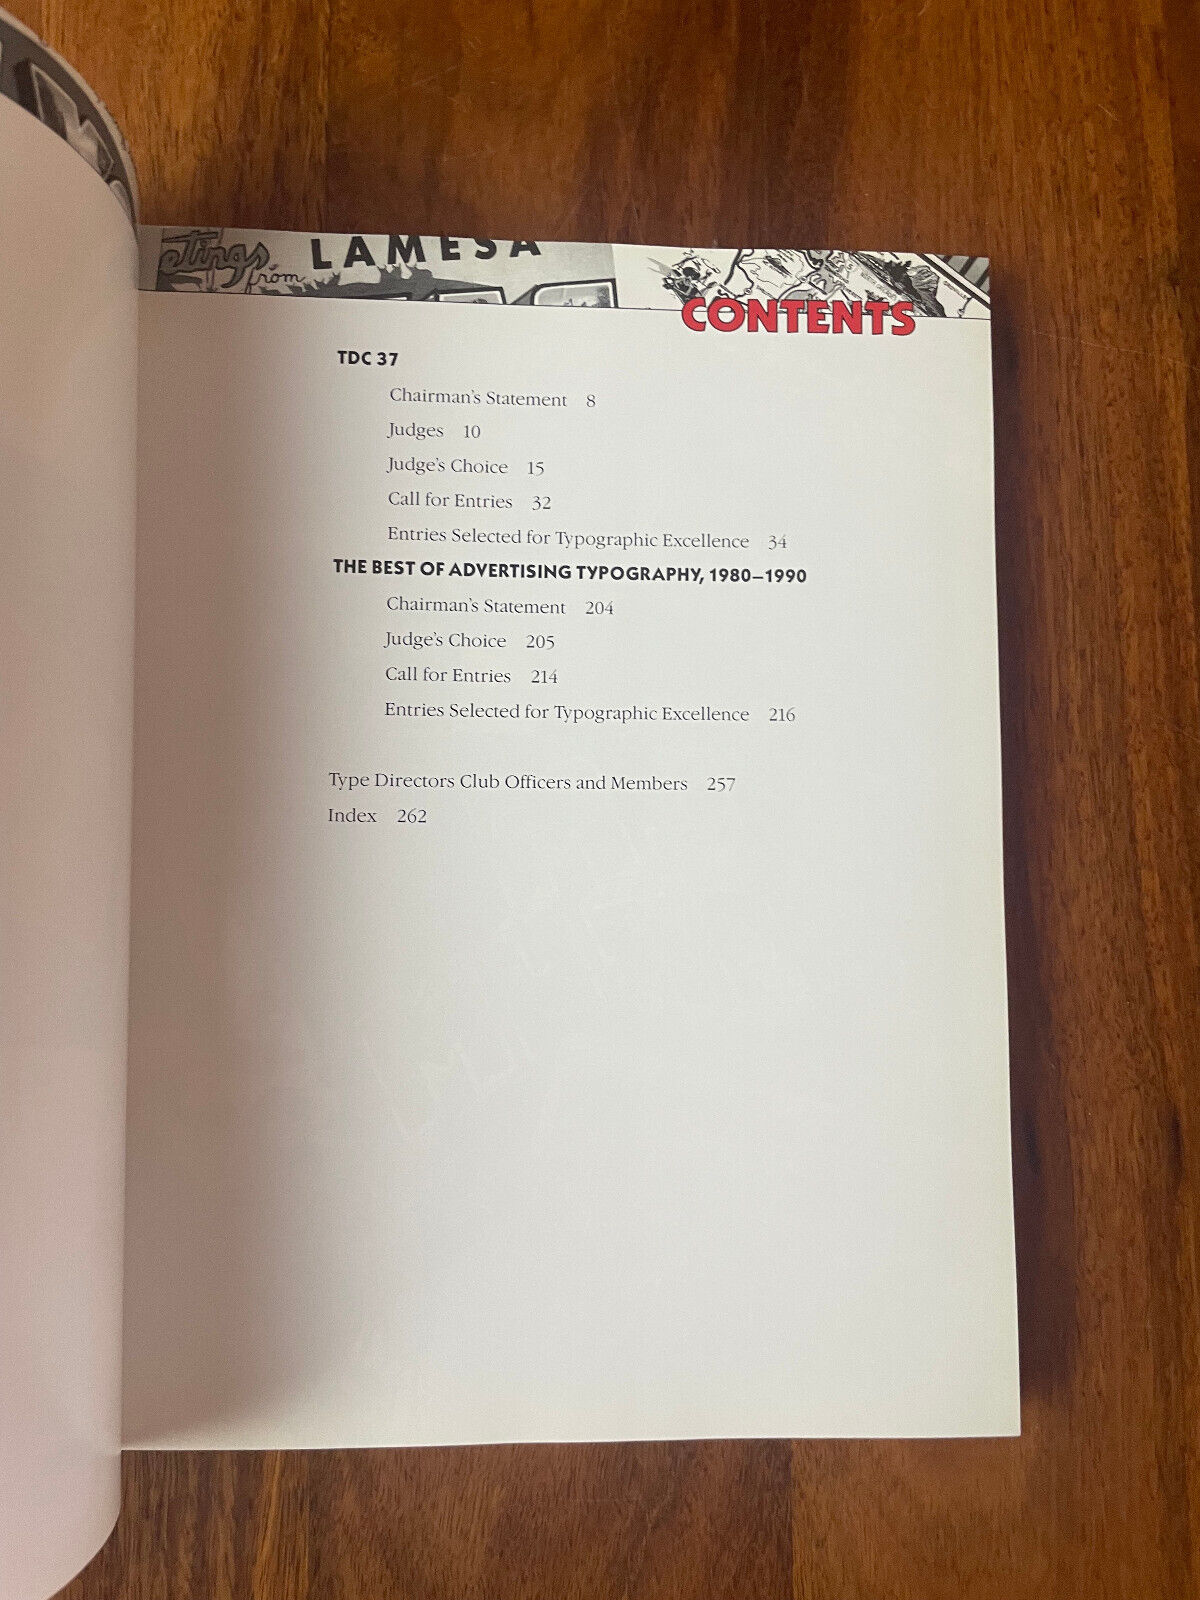 etings
from
LAMESA
CONTENTS
TDC 37
Chairman's Statement 8
Judges 10
Judge's Choice 15
Call for Entries 32
Entries Selected for Typographic Excellence 34
THE BEST OF ADVERTISING TYPOGRAPHY, 1980–1990
Chairman's Statement 204
Judge's Choice 205
Call for Entries 214
Entries Selected for Typographic Excellence 216
Type Directors Club Officers and Members 257
Index 262